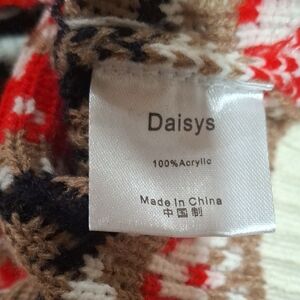 Daisys
100%Acrylic
Made In China
中国制